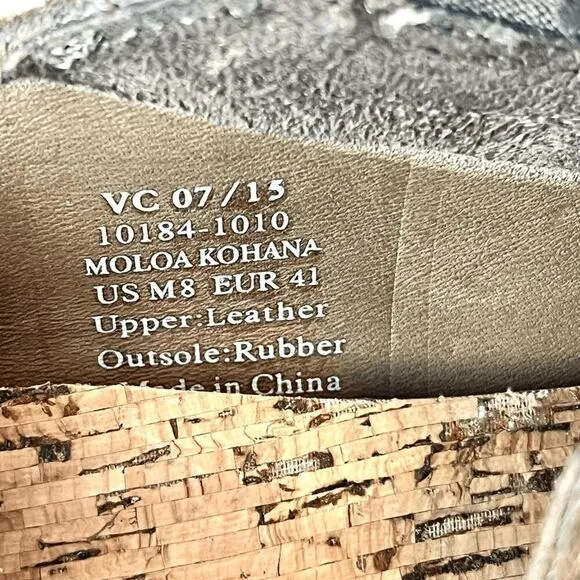 VC 07/15
10184-1010
MOLOA KOHANA
US M8 EUR 41
Upper:Leather
Outsole:Rubber
Made in China